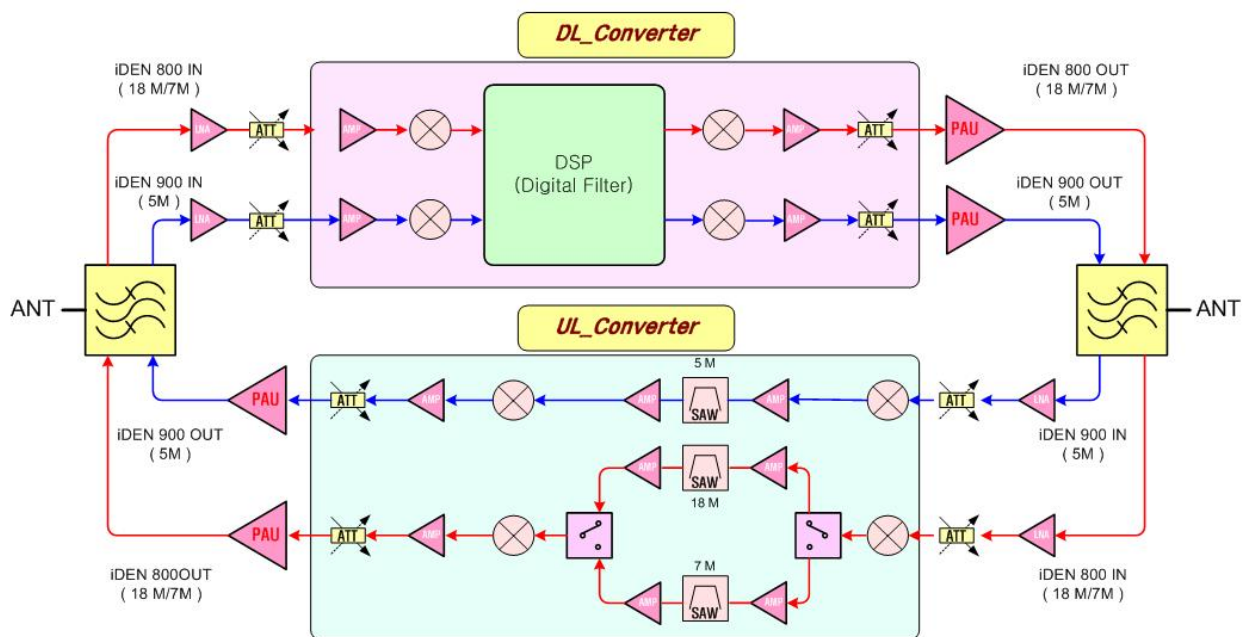 DL_Converter
iDEN 800 IN
( 18 M/7M )
iDEN 800 OUT
( 18 M/7M )
LNA
ATT
AMP
AMP
ATT
PAU
DSP
(Digital Filter)
iDEN 900 IN
( 5M )
iDEN 900 OUT
( 5M )
LNA
ATT
AMP
AMP
ATT
PAU
ANT
ANT
UL_Converter
5 M
PAU
ATT
AMP
AMP
SAW
AMP
ATT
LNA
iDEN 900 OUT
( 5M )
iDEN 900 IN
( 5M )
AMP
SAW
AMP
18 M
PAU
ATT
AMP
ATT
LNA
iDEN 800OUT
( 18 M/7M )
iDEN 800 IN
( 18 M/7M )
7 M
AMP
SAW
AMP